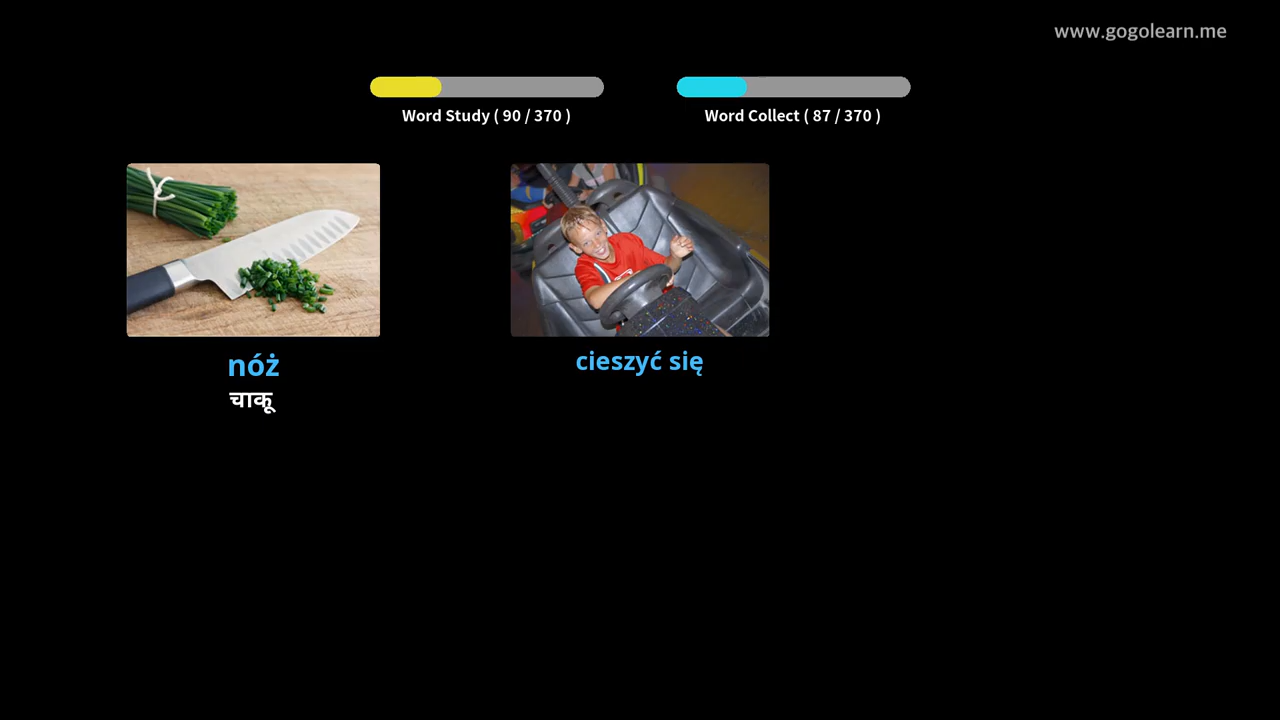 www.gogolearn.me
Word Study ( 90 / 370 )
Word Collect ( 87 / 370 )
nóż
चाकू
cieszyć się